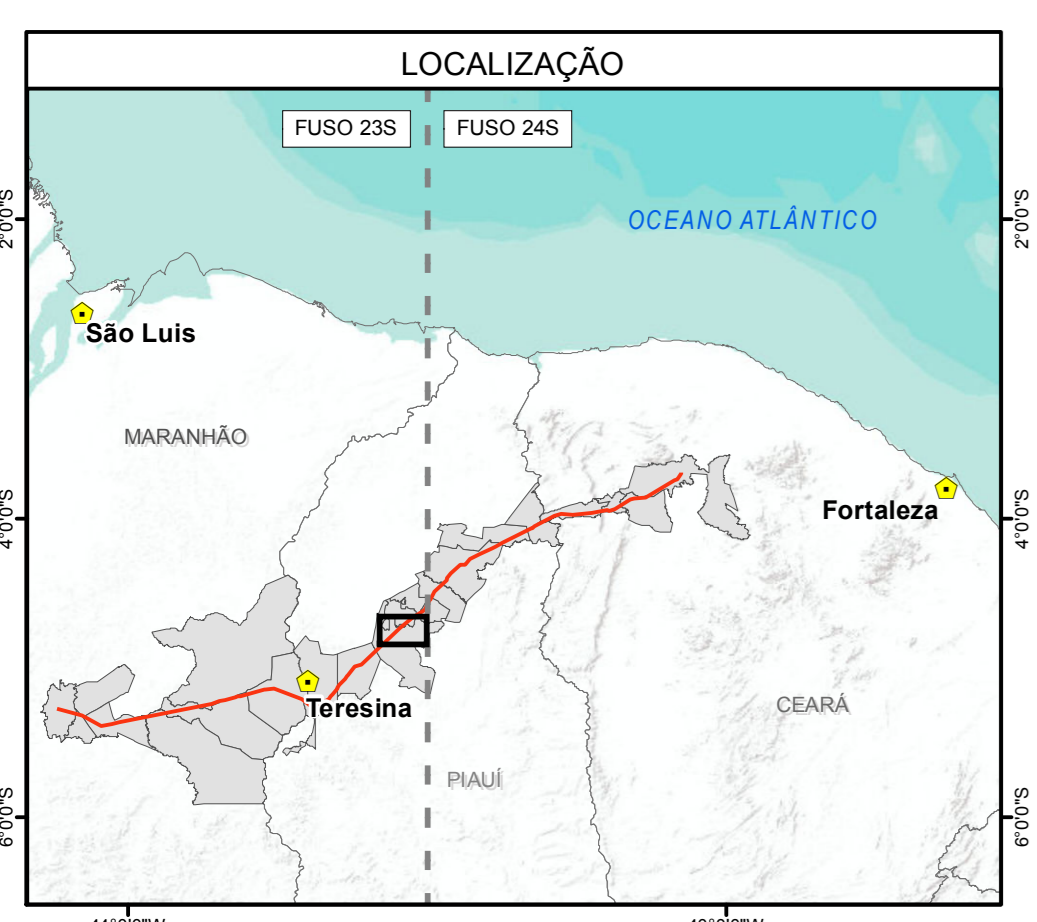 LOCALIZAÇÃO
FUSO 23S
FUSO 24S
2°0'0"S
2°0'0"S
OCEANO ATLÂNTICO
São Luis
MARANHÃO
Fortaleza
4°0'0"S
4°0'0"S
Teresina
CEARÁ
PIAUÍ
6°0'0"S
6°0'0"S